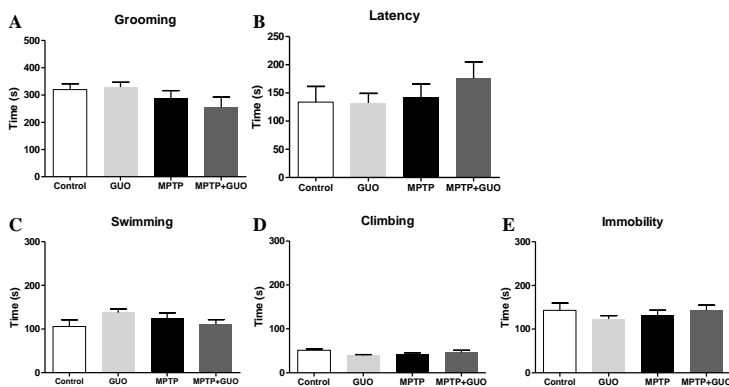 A
Grooming
Time (s)
500
400
300
200
100
0
Control GUO MPTP MPTP+GUO
B
Latency
Time (s)
250
200
150
100
50
0
Control GUO MPTP MPTP+GUO
C
Swimming
Time (s)
300
200
100
0
Control GUO MPTP MPTP+GUO
D
Climbing
Time (s)
300
200
100
0
Control GUO MPTP MPTP+GUO
E
Immobility
Time (s)
300
200
100
0
Control GUO MPTP MPTP+GUO